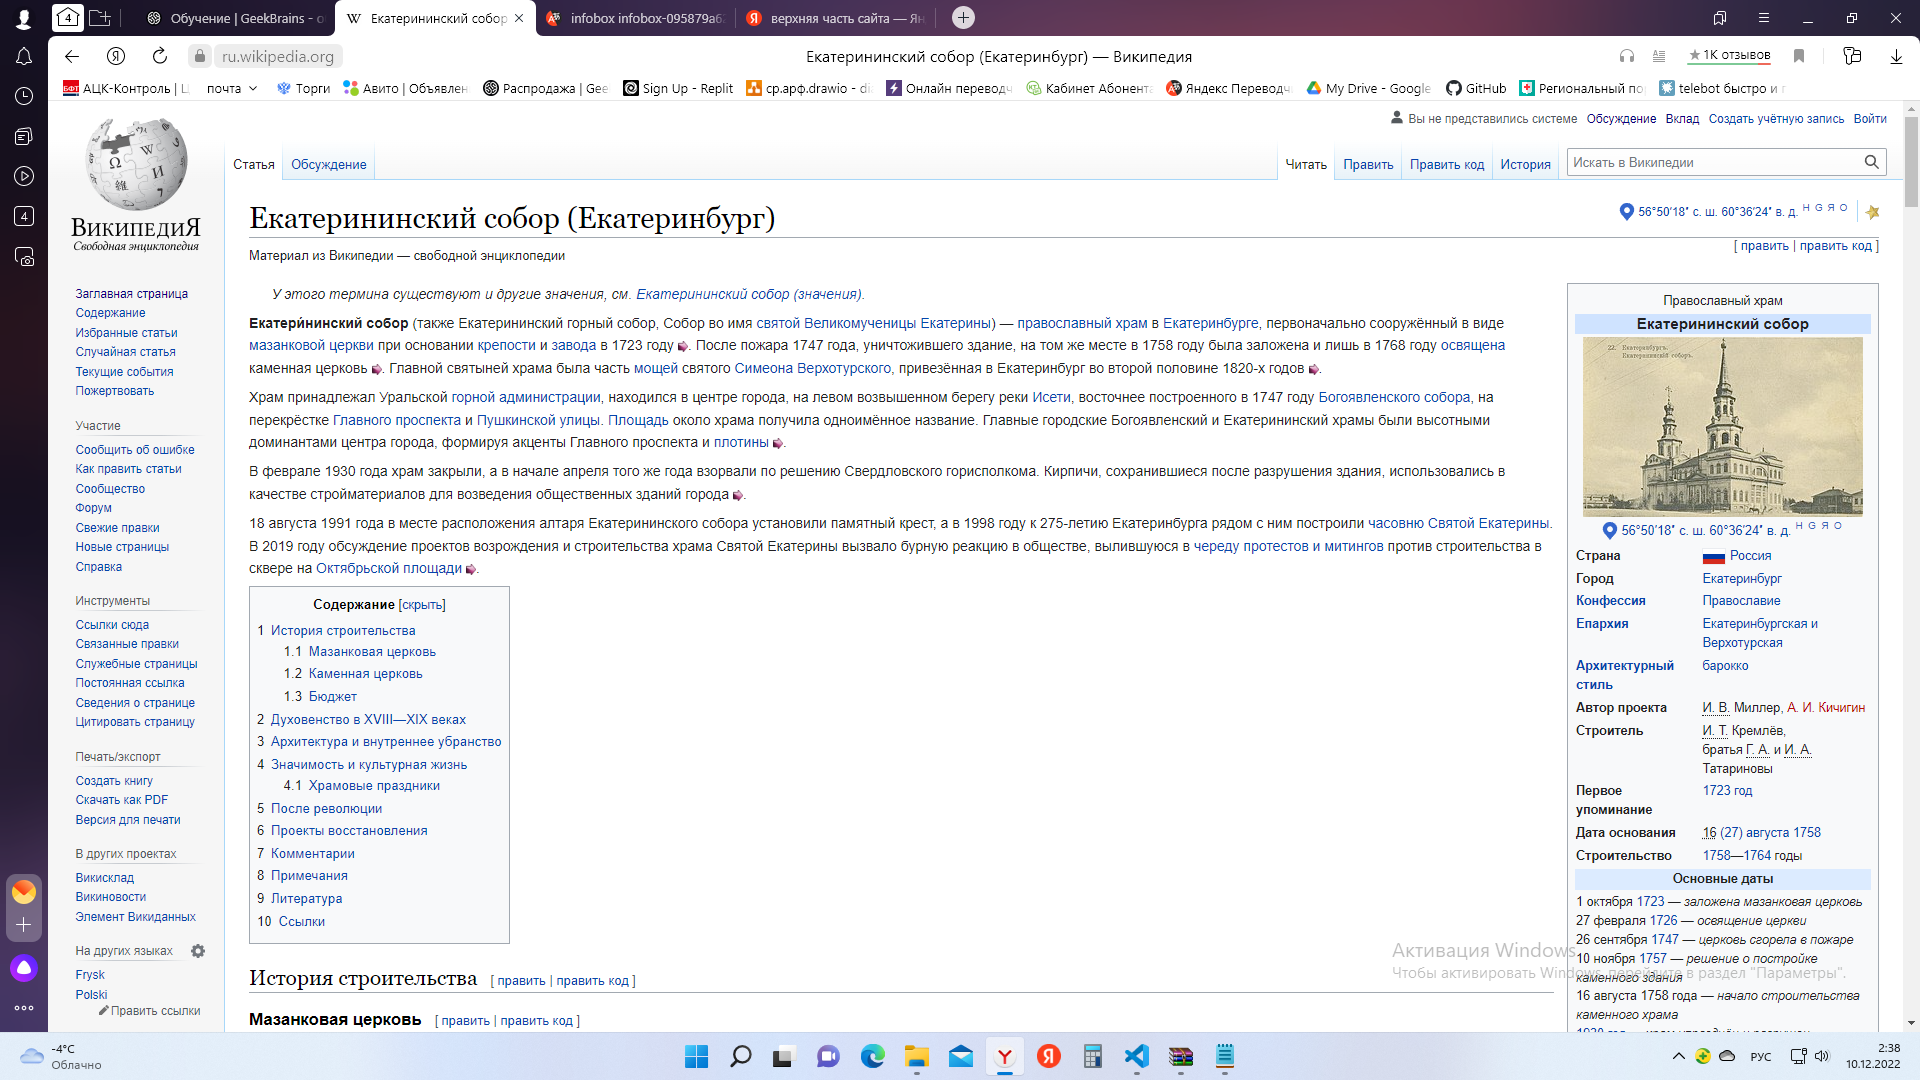 4
Обучение | GeekBrains - о
Екатерининский собор
infobox infobox-095879a6
верхняя часть сайта — Ян
ru.wikipedia.org
Екатерининский собор (Екатеринбург) — Википедия
1К отзывов
АЦК-Контроль | Ц
почта
Торги
Авито | Объявлен
Распродажа | Gee
Sign Up - Replit
cp.app.drawio - di
Онлайн переводч
Кабинет Абонента
Яндекс Переводч
My Drive - Google
GitHub
Региональный по
telebot быстро и п
4
ВикипедиЯ
Свободная энциклопедия
Вы не представились системе Обсуждение Вклад Создать учётную запись Войти
Статья Обсуждение
Читать Править Править код История
Искать в Википедии
Заглавная страница
Содержание
Избранные статьи
Случайная статья
Текущие события
Пожертвовать
Участие
Сообщить об ошибке
Как править статьи
Сообщество
Форум
Свежие правки
Новые страницы
Справка
Инструменты
Ссылки сюда
Связанные правки
Служебные страницы
Постоянная ссылка
Сведения о странице
Цитировать страницу
Печать/экспорт
Создать книгу
Скачать как PDF
Версия для печати
В других проектах
Викисклад
Викиновости
Элемент Викиданных
На других языках
Frysk
Polski
Править ссылки
Екатерининский собор (Екатеринбург)
56°50′18″ с. ш. 60°36′24″ в. д. H G Я O
[ править | править код ]
Материал из Википедии — свободной энциклопедии
У этого термина существуют и другие значения, см. Екатерининский собор (значения).
Екатери́нинский собор (также Екатерининский горный собор, Собор во имя святой Великомученицы Екатерины) — православный храм в Екатеринбурге, первоначально сооружённый в виде
мазанковой церкви при основании крепости и завода в 1723 году. После пожара 1747 года, уничтожившего здание, на том же месте в 1758 году была заложена и лишь в 1768 году освящена
каменная церковь. Главной святыней храма была часть мощей святого Симеона Верхотурского, привезённая в Екатеринбург во второй половине 1820-х годов.
Храм принадлежал Уральской горной администрации, находился в центре города, на левом возвышенном берегу реки Исети, восточнее построенного в 1747 году Богоявленского собора, на
перекрёстке Главного проспекта и Пушкинской улицы. Площадь около храма получила одноимённое название. Главные городские Богоявленский и Екатерининский храмы были высотными
доминантами центра города, формируя акценты Главного проспекта и плотины.
В феврале 1930 года храм закрыли, а в начале апреля того же года взорвали по решению Свердловского горисполкома. Кирпичи, сохранившиеся после разрушения здания, использовались в
качестве стройматериалов для возведения общественных зданий города.
18 августа 1991 года в месте расположения алтаря Екатерининского собора установили памятный крест, а в 1998 году к 275-летию Екатеринбурга рядом с ним построили часовню Святой Екатерины.
В 2019 году обсуждение проектов возрождения и строительства храма Святой Екатерины вызвало бурную реакцию в обществе, вылившуюся в череду протестов и митингов против строительства в
сквере на Октябрьской площади.
Содержание [скрыть]
1 История строительства
1.1 Мазанковая церковь
1.2 Каменная церковь
1.3 Бюджет
2 Духовенство в XVIII—XIX веках
3 Архитектура и внутреннее убранство
4 Значимость и культурная жизнь
4.1 Храмовые праздники
5 После революции
6 Проекты восстановления
7 Комментарии
8 Примечания
9 Литература
10 Ссылки
История строительства [ править | править код ]
Мазанковая церковь [ править | править код ]
Православный храм
Екатерининский собор
22. Екатеринбургъ.
Екатерининскій соборъ.
56°50′18″ с. ш. 60°36′24″ в. д. H G Я O
Страна Россия
Город Екатеринбург
Конфессия Православие
Епархия Екатеринбургская и
Верхотурская
Архитектурный барокко
стиль
Автор проекта И. В. Миллер, А. И. Кичигин
Строитель И. Т. Кремлёв,
братья Г. А. и И. А.
Татариновы
Первое 1723 год
упоминание
Дата основания 16 (27) августа 1758
Строительство 1758—1764 годы
Основные даты
1 октября 1723 — заложена мазанковая церковь
27 февраля 1726 — освящение церкви
26 сентября 1747 — церковь сгорела в пожаре
10 ноября 1757 — решение о постройке
каменного здания
16 августа 1758 года — начало строительства
каменного храма
Активация Windows
Чтобы активировать Windows, перейдите в раздел "Параметры".
-4°C
Облачно
РУС
2:38
10.12.2022